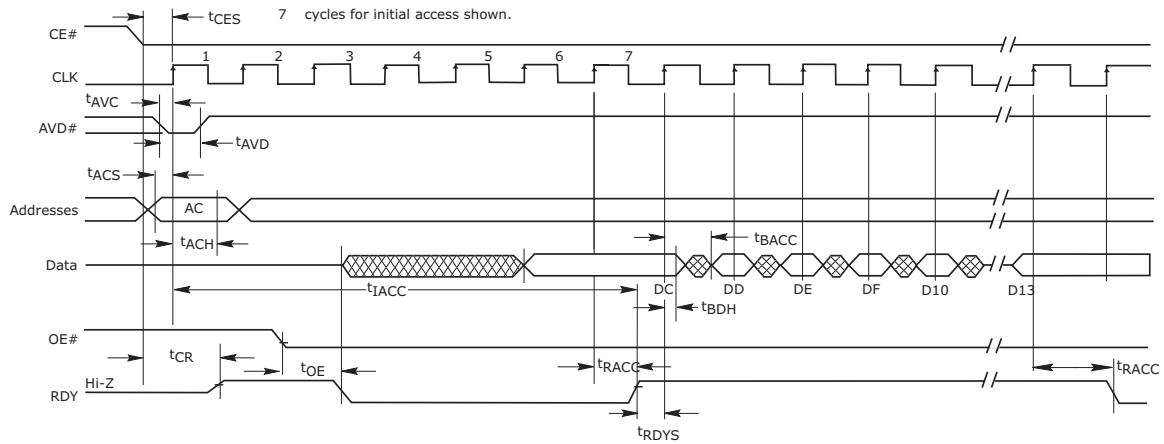 tCES
7 cycles for initial access shown.
CE#
1 2 3 4 5 6 7
CLK
tAVC
AVD#
tAVD
tACS
Addresses
AC
tACH
tBACC
Data
tIACC
DC DD DE DF D10 D13
tBDH
OE#
tCR
tOE
tRACC
tRACC
Hi-Z
RDY
tRDYS